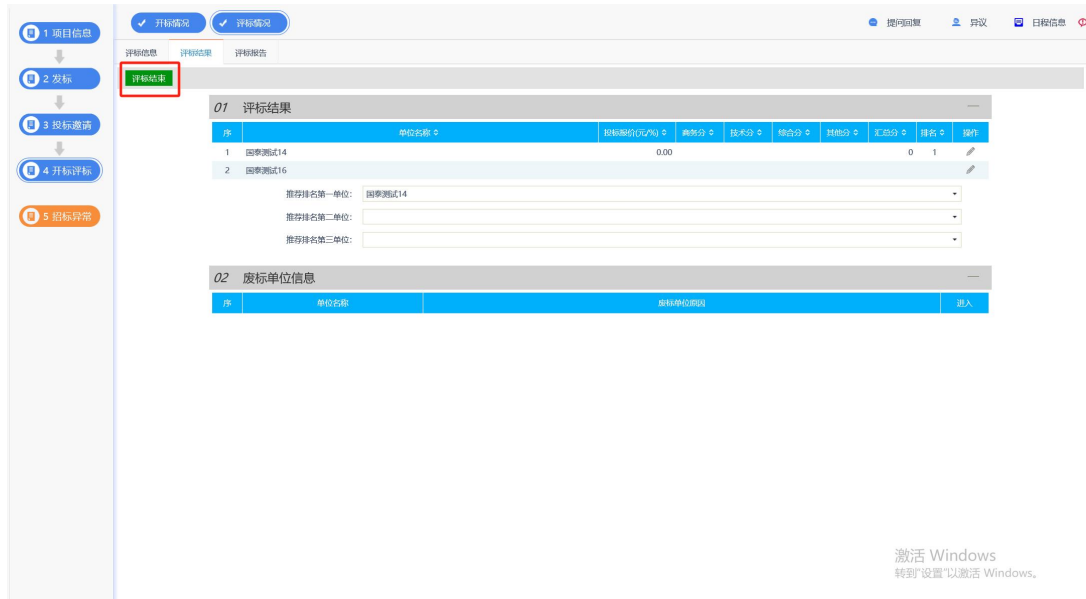 开标情况 评标情况 提问回复 异议 日程信息
1 项目信息
2 发标
3 投标邀请
4 开标评标
5 招标异常
评标信息 评标结果 评标报告
评标结束
01 评标结果
序 单位名称 投标报价(元/%) 商务分 技术分 综合分 其他分 汇总分 排名 操作
1 国泰测试14 0.00 0 1
2 国泰测试16
推荐排名第一单位: 国泰测试14
推荐排名第二单位:
推荐排名第三单位:
02 废标单位信息
序 单位名称 废标单位原因 进入
激活 Windows
转到"设置"以激活 Windows。